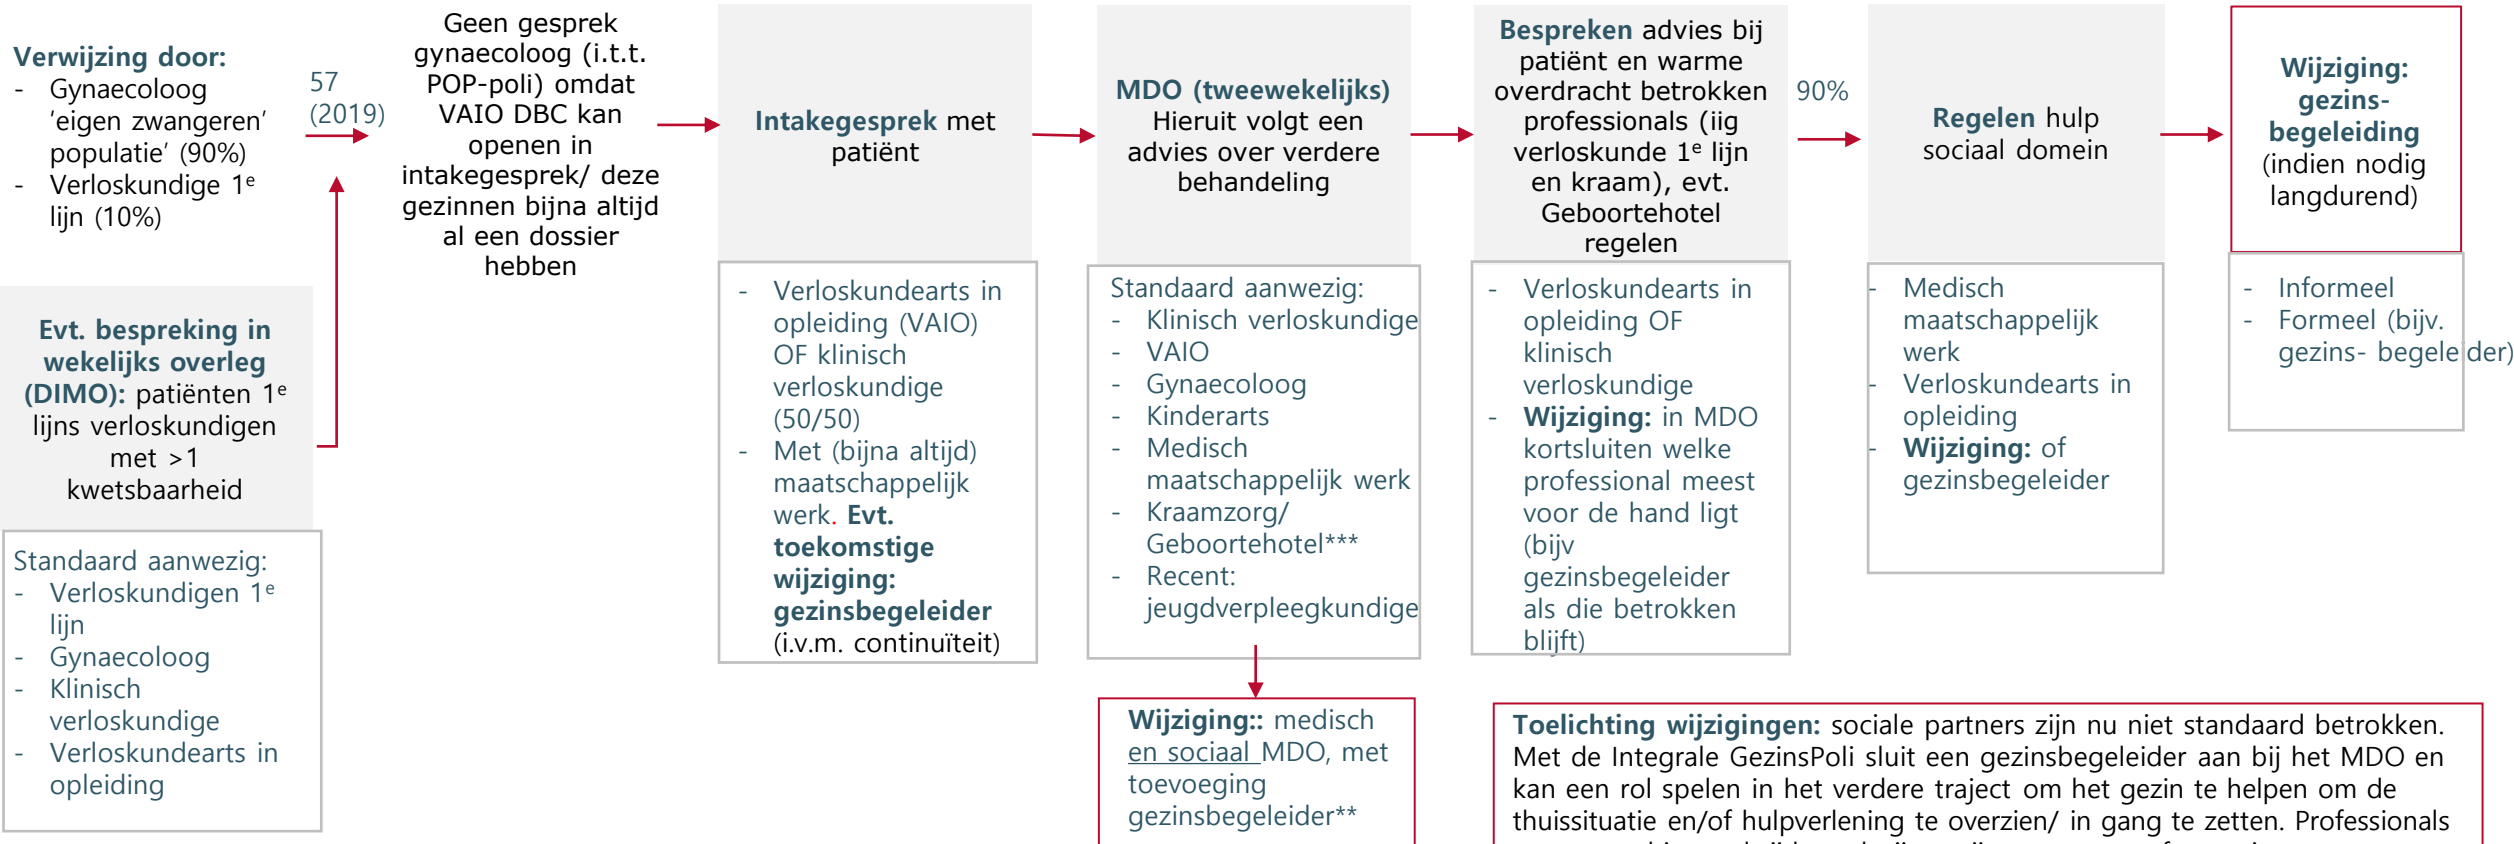 Verwijzing door:
- Gynaecoloog
'eigen zwangeren'
populatie' (90%)
- Verloskundige 1e
lijn (10%)
57
(2019)
Evt. bespreking in
wekelijks overleg
(DIMO): patiënten 1e
lijns verloskundigen
met >1
kwetsbaarheid
Standaard aanwezig:
- Verloskundigen 1e
lijn
- Gynaecoloog
- Klinisch
verloskundige
- Verloskundearts in
opleiding
Geen gesprek
gynaecoloog (i.t.t.
POP-poli) omdat
VAIO DBC kan
openen in
intakegesprek/ deze
gezinnen bijna altijd
al een dossier
hebben
Intakegesprek met
patiënt
- Verloskundearts in
opleiding (VAIO)
OF klinisch
verloskundige
(50/50)
- Met (bijna altijd)
maatschappelijk
werk. Evt.
toekomstige
wijziging:
gezinsbegeleider
(i.v.m. continuïteit)
MDO (tweewekelijks)
Hieruit volgt een
advies over verdere
behandeling
Standaard aanwezig:
- Klinisch verloskundige
- VAIO
- Gynaecoloog
- Kinderarts
- Medisch
maatschappelijk werk
- Kraamzorg/
Geboortehotel***
- Recent:
jeugdverpleegkundige
Wijziging:: medisch
en sociaal MDO, met
toevoeging
gezinsbegeleider**
Bespreken advies bij
patiënt en warme
overdracht betrokken
professionals (iig
verloskunde 1e lijn
en kraam), evt.
Geboortehotel
regelen
- Verloskundearts in
opleiding OF
klinisch
verloskundige
- Wijziging: in MDO
kortsluiten welke
professional meest
voor de hand ligt
(bijv
gezinsbegeleider
als die betrokken
blijft)
90%
Regelen hulp
sociaal domein
- Medisch
maatschappelijk
werk
- Verloskundearts in
opleiding
- Wijziging: of
gezinsbegeleider
Wijziging:
gezins-
begeleiding
(indien nodig
langdurend)
- Informeel
- Formeel (bijv.
gezins- begeleider)
Toelichting wijzigingen: sociale partners zijn nu niet standaard betrokken.
Met de Integrale GezinsPoli sluit een gezinsbegeleider aan bij het MDO en
kan een rol spelen in het verdere traject om het gezin te helpen om de
thuissituatie en/of hulpverlening te overzien/ in gang te zetten. Professionals